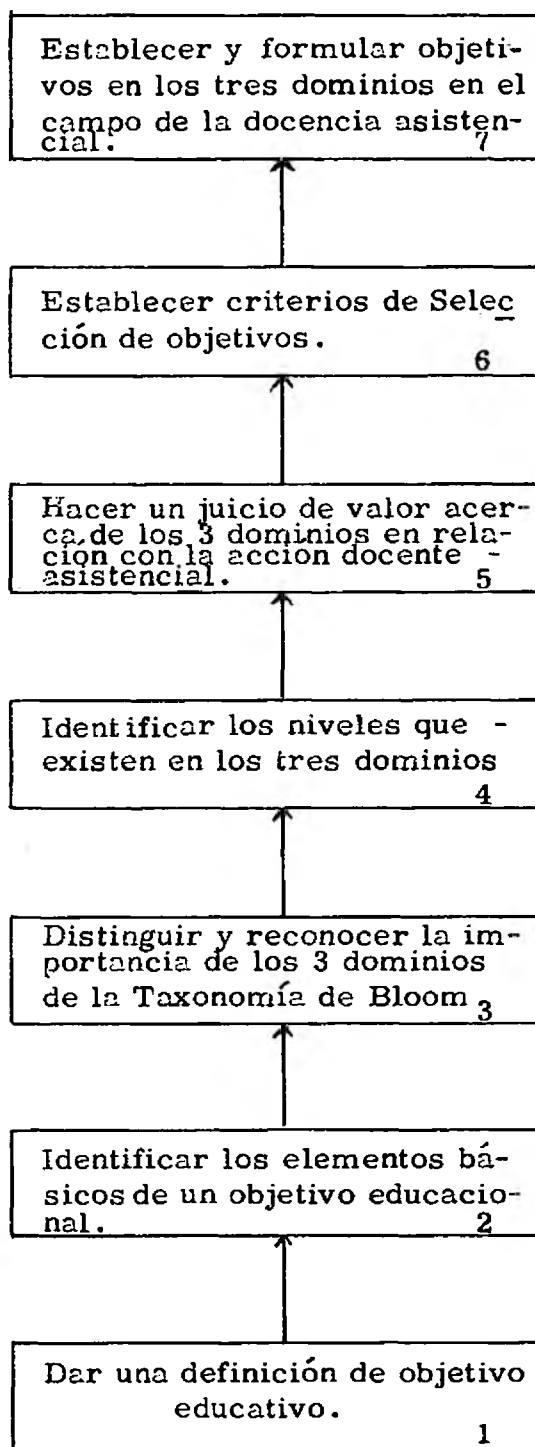 Establecer y formular objeti-
vos en los tres dominios en el
campo de la docencia asisten-
cial. 7
Establecer criterios de Selec
ción de objetivos.
6
Hacer un juicio de valor acer-
ca de los 3 dominios en rela-
ción con la acción docente -
asistencial. 5
Identificar los niveles que -
existen en los tres dominios
4
Distinguir y reconocer la im-
portancia de los 3 dominios
de la Taxonomía de Bloom 3
Identificar los elementos bá-
sicos de un objetivo educacio-
nal. 2
Dar una definición de objetivo
educativo.
1